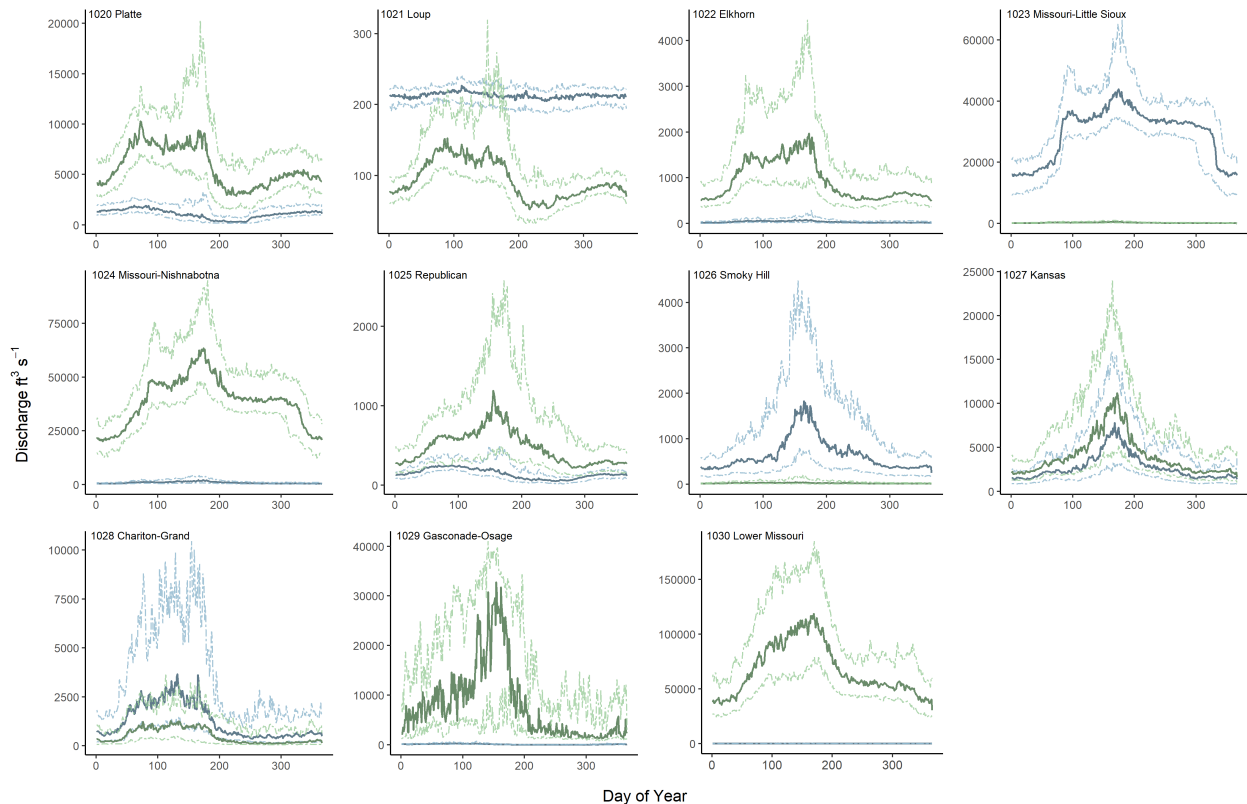 1020 Platte
20000
15000
10000
5000
0
0 100 200 300
1021 Loup
300
200
100
0 100 200 300
1022 Elkhorn
4000
3000
2000
1000
0
0 100 200 300
1023 Missouri-Little Sioux
60000
40000
20000
0
0 100 200 300
1024 Missouri-Nishnabotna
75000
50000
25000
0
0 100 200 300
1025 Republican
2000
1000
0
0 100 200 300
1026 Smoky Hill
4000
3000
2000
1000
0
0 100 200 300
1027 Kansas
25000
20000
15000
10000
5000
0
0 100 200 300
1028 Chariton-Grand
10000
7500
5000
2500
0
0 100 200 300
1029 Gasconade-Osage
40000
30000
20000
10000
0
0 100 200 300
1030 Lower Missouri
150000
100000
50000
0
0 100 200 300
Discharge ft³ s⁻¹
Day of Year